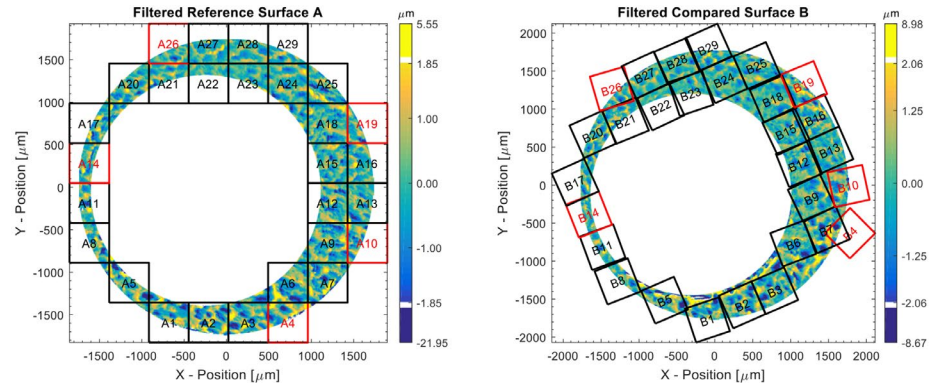 Filtered Reference Surface A
μm
Filtered Compared Surface B
μm
A26 A27 A28 A29
A20 A21 A22 A23 A24 A25
A17 A18 A19
A14 A15 A16
A11 A12 A13
A8 A9 A10
A5 A6 A7
A1 A2 A3 A4
1500
1000
500
0
-500
-1000
-1500
Y - Position [μm]
-1500 -1000 -500 0 500 1000 1500
X - Position [μm]
5.55
1.85
1.00
0.00
-1.00
-1.85
-21.95
B26 B27 B28 B29
B20 B21 B22 B23 B24 B25
B17 B18 B19
B14 B15 B16
B11 B12 B13
B8 B9 B10
B5 B6 B7 B4
B1 B2 B3
2000
1500
1000
500
0
-500
-1000
-1500
-2000
Y - Position [μm]
-2000 -1500 -1000 -500 0 500 1000 1500 2000
X - Position [μm]
8.98
2.06
1.25
0.00
-1.25
-2.06
-8.67